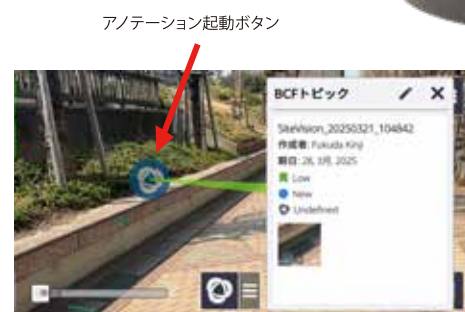 アノテーション起動ボタン
BCFトピック
SiteVision_20250321_104842
作成者: Fukuda Kinji
期日: 28, 3月, 2025
Low
New
Undefined